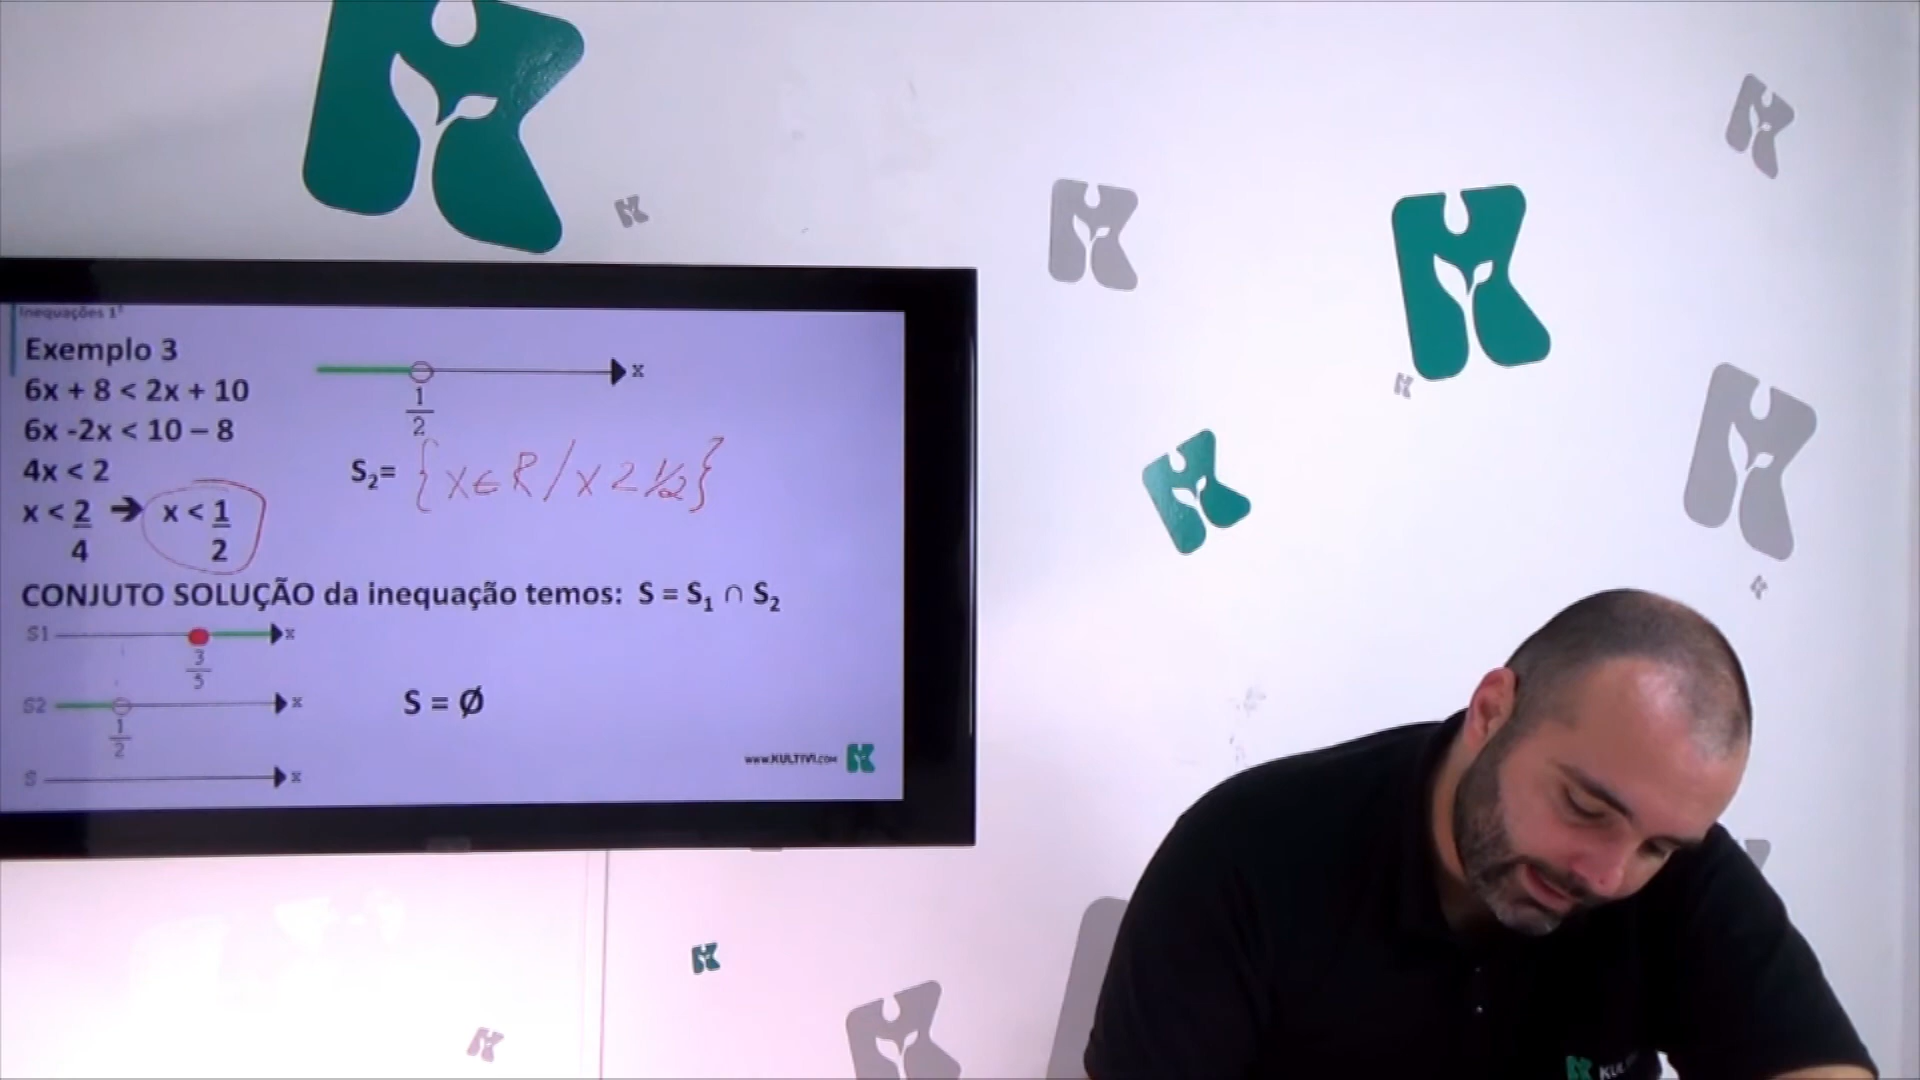 Inequações 1º
Exemplo 3
6x + 8 < 2x + 10
6x -2x < 10 – 8
4x < 2
x < 2/4 ➔ x < 1/2
x
1/2
S₂= {x∈R/x<½}
CONJUTO SOLUÇÃO da inequação temos: S = S₁ ∩ S₂
S1 x
3/5
S2 x
1/2
S = Ø
S x
www.KULTIVI.COM